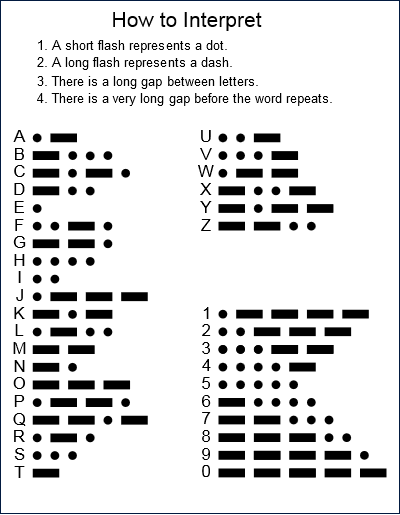 How to Interpret
1. A short flash represents a dot.
2. A long flash represents a dash.
3. There is a long gap between letters.
4. There is a very long gap before the word repeats.
A
B
C
D
E
F
G
H
I
J
K
L
M
N
O
P
Q
R
S
T
U
V
W
X
Y
Z
1
2
3
4
5
6
7
8
9
0